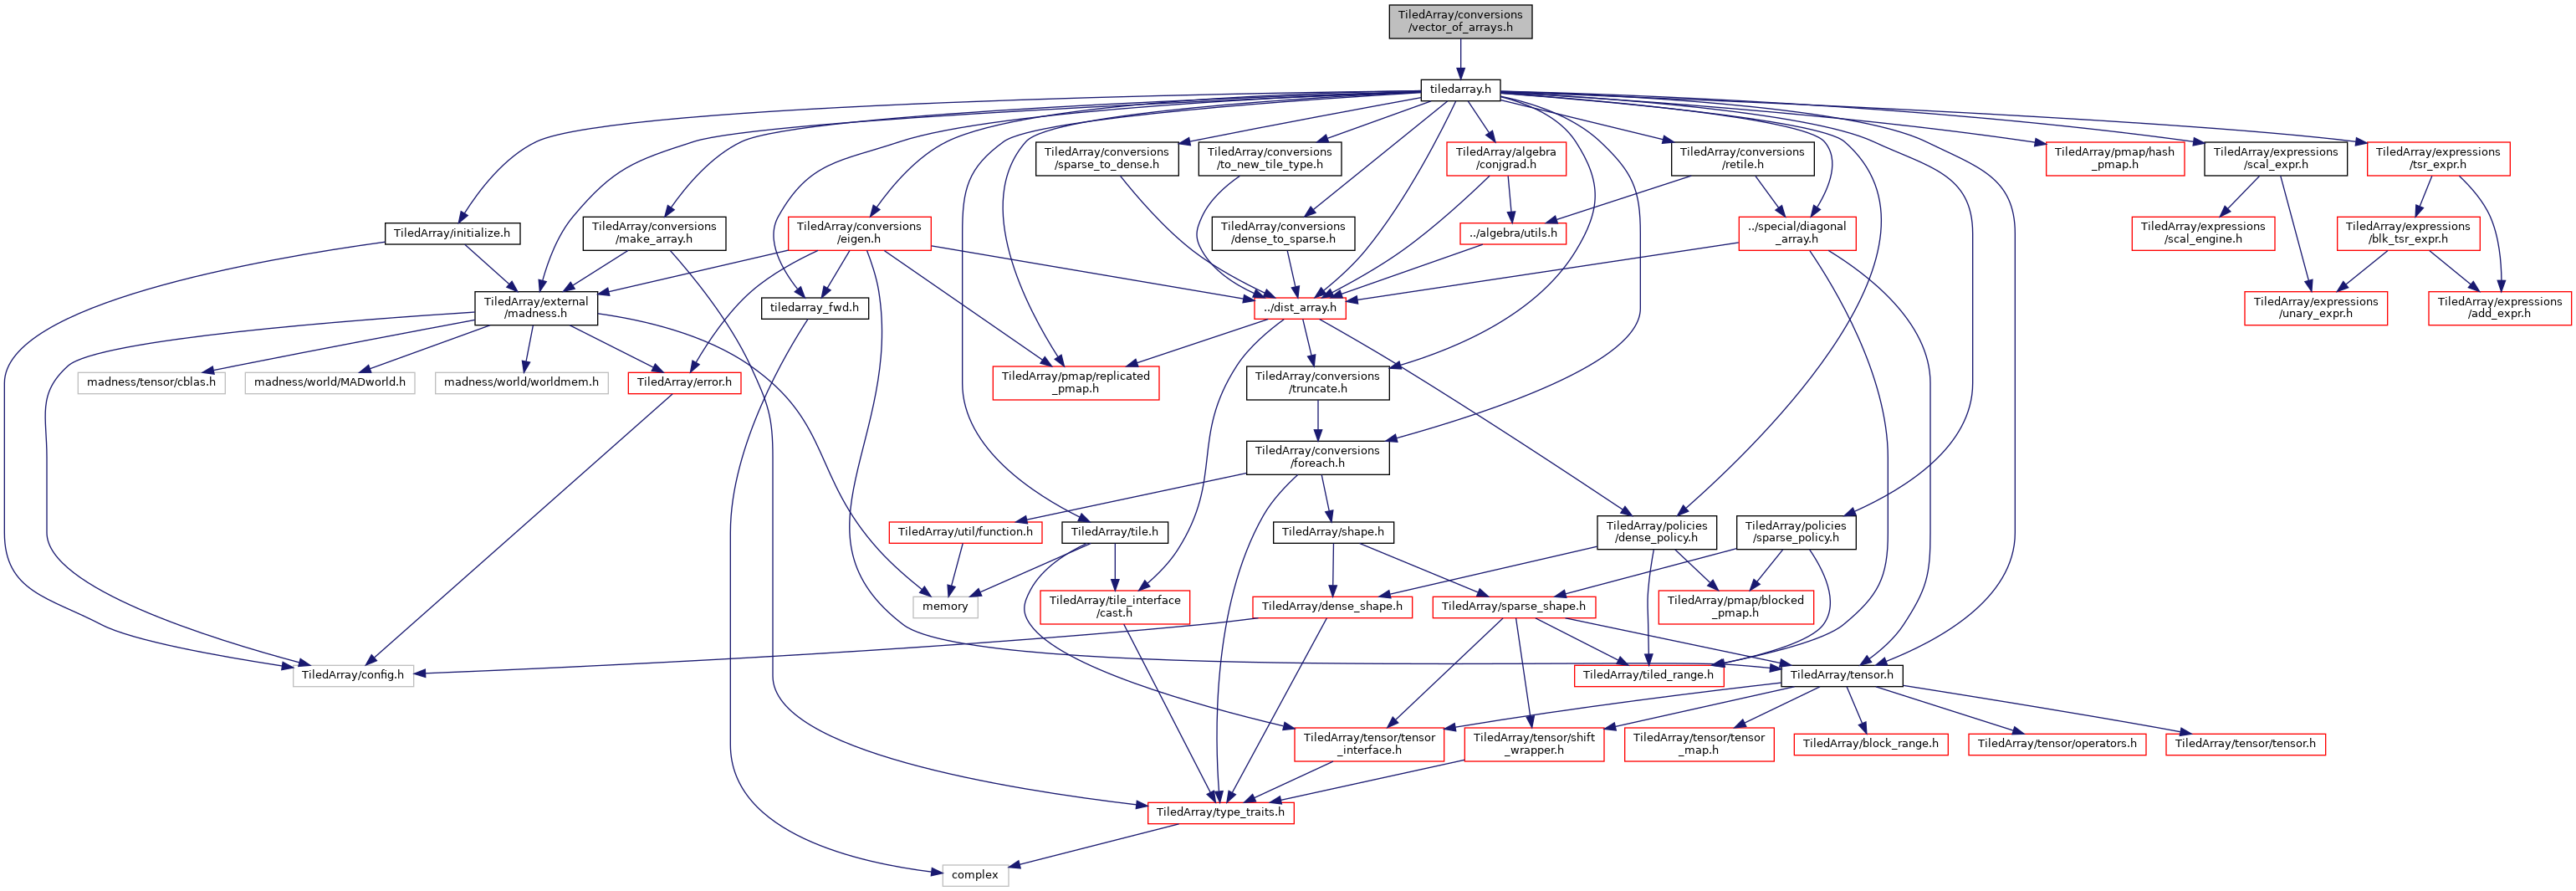 TiledArray/conversions
/vector_of_arrays.h
tiledarray.h
TiledArray/conversions
/sparse_to_dense.h
TiledArray/conversions
/to_new_tile_type.h
TiledArray/algebra
/conjgrad.h
TiledArray/conversions
/retile.h
TiledArray/pmap/hash
_pmap.h
TiledArray/expressions
/scal_expr.h
TiledArray/expressions
/tsr_expr.h
TiledArray/initialize.h
TiledArray/conversions
/make_array.h
TiledArray/conversions
/eigen.h
TiledArray/conversions
/dense_to_sparse.h
../algebra/utils.h
../special/diagonal
_array.h
TiledArray/expressions
/scal_engine.h
TiledArray/expressions
/blk_tsr_expr.h
TiledArray/external
/madness.h
tiledarray_fwd.h
../dist_array.h
TiledArray/expressions
/unary_expr.h
TiledArray/expressions
/add_expr.h
madness/tensor/cblas.h
madness/world/MADworld.h
madness/world/worldmem.h
TiledArray/error.h
TiledArray/pmap/replicated
_pmap.h
TiledArray/conversions
/truncate.h
TiledArray/conversions
/foreach.h
TiledArray/util/function.h
TiledArray/tile.h
TiledArray/shape.h
TiledArray/policies
/dense_policy.h
TiledArray/policies
/sparse_policy.h
memory
TiledArray/tile_interface
/cast.h
TiledArray/dense_shape.h
TiledArray/sparse_shape.h
TiledArray/pmap/blocked
_pmap.h
TiledArray/config.h
TiledArray/tiled_range.h
TiledArray/tensor.h
TiledArray/tensor/tensor
_interface.h
TiledArray/tensor/shift
_wrapper.h
TiledArray/tensor/tensor
_map.h
TiledArray/block_range.h
TiledArray/tensor/operators.h
TiledArray/tensor/tensor.h
TiledArray/type_traits.h
complex